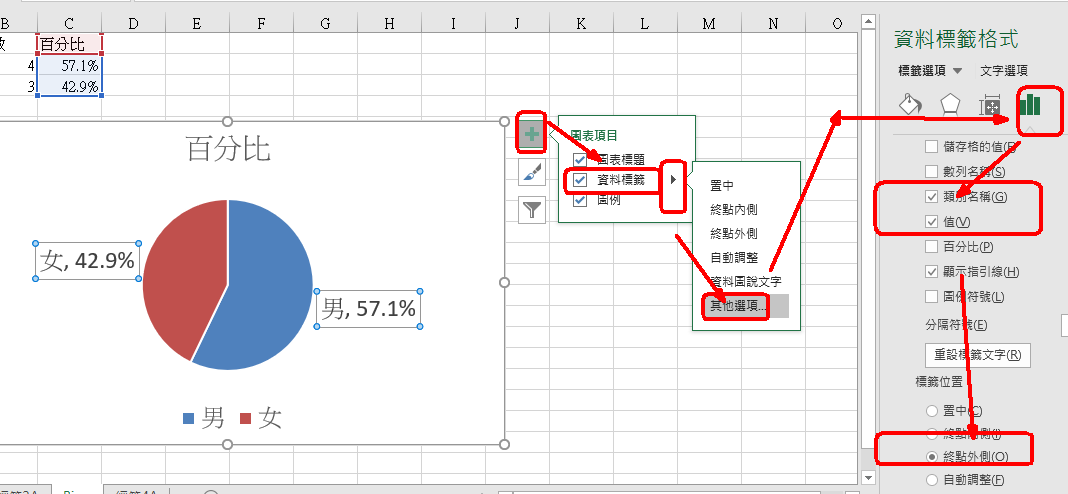 B C D E F G H I J K L M N O
數 百分比
4 57.1%
3 42.9%
百分比
女, 42.9%
男, 57.1%
男 女
圖表項目
圖表標題
資料標籤
圖例
置中
終點內側
終點外側
自動調整
資料圖說文字
其他選項...
資料標籤格式
標籤選項 文字選項
儲存格的值(F)
數列名稱(S)
類別名稱(G)
值(V)
百分比(P)
顯示指引線(H)
圖例符號(L)
分隔符號(E)
重設標籤文字(R)
標籤位置
置中(C)
終點內側(I)
終點外側(O)
自動調整(F)